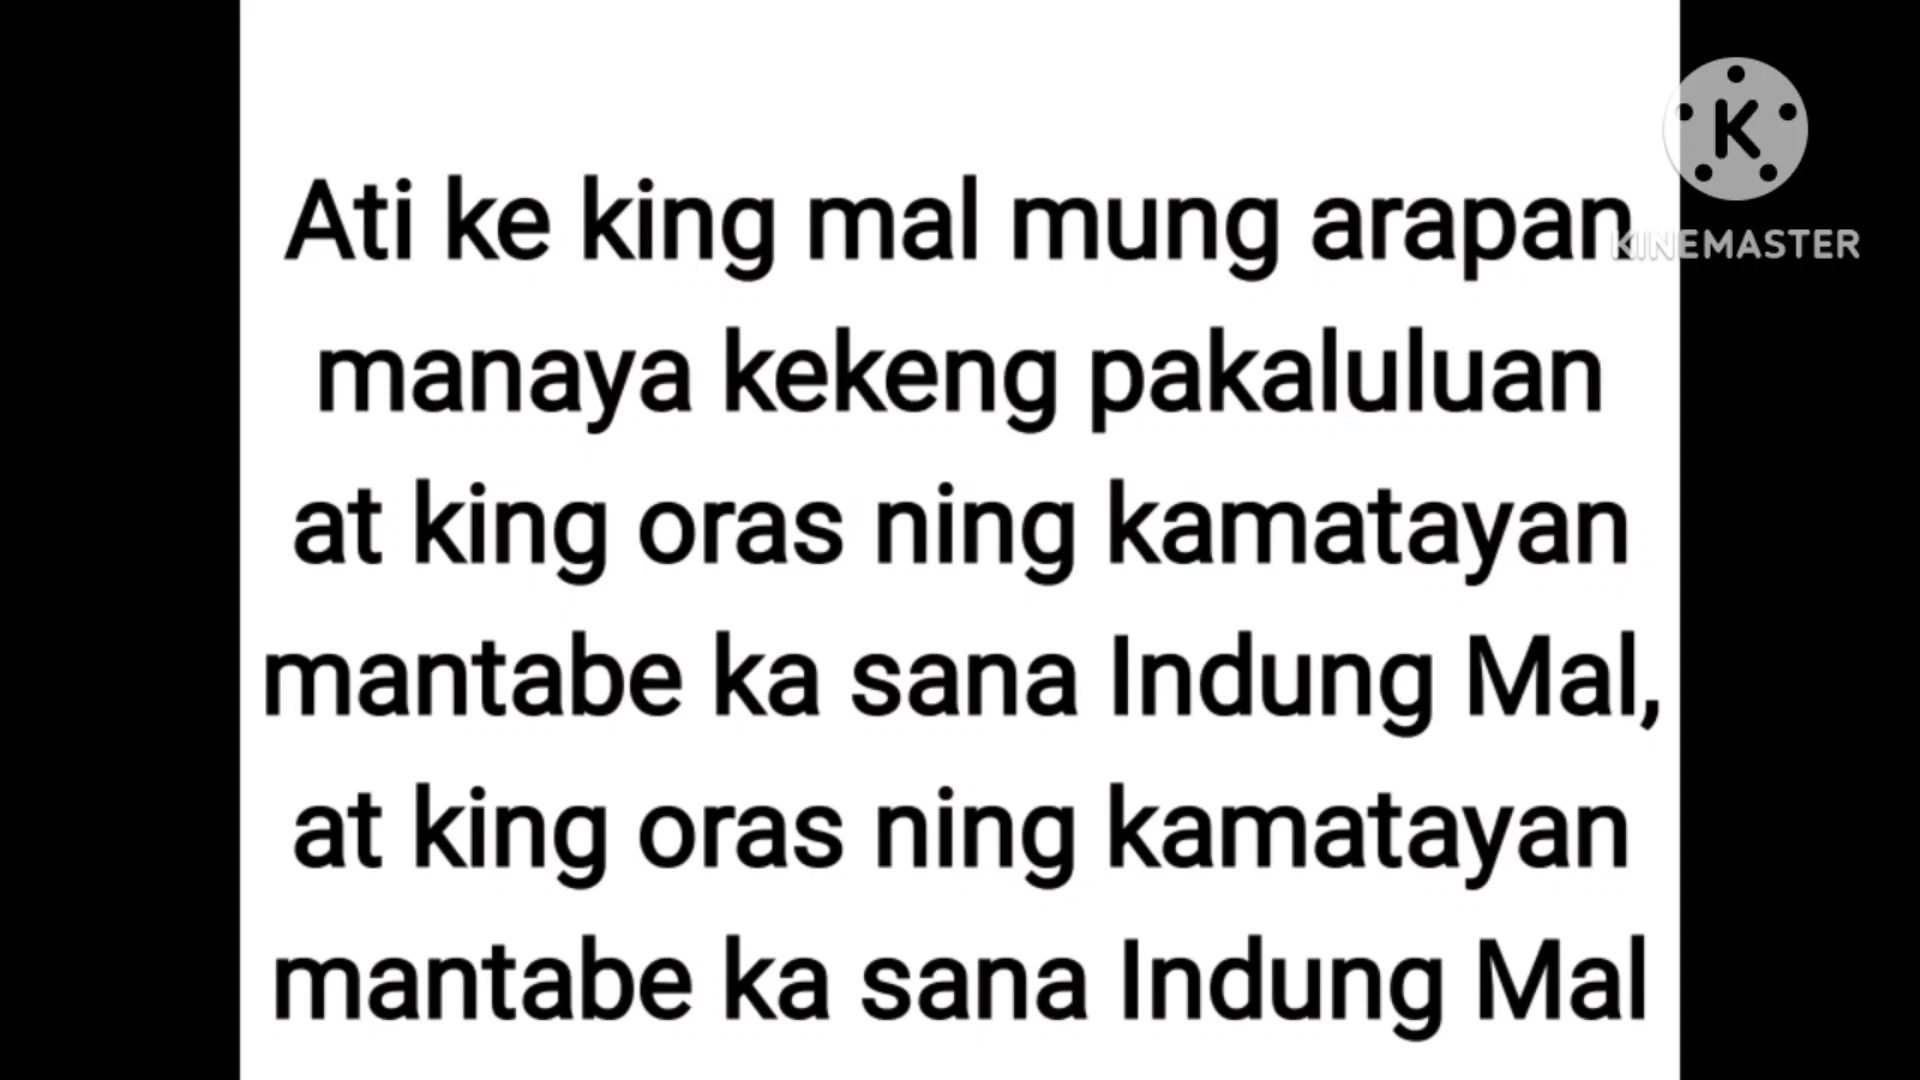 Ati ke king mal mung arapan
manaya kekeng pakaluluan
at king oras ning kamatayan
mantabe ka sana Indung Mal,
at king oras ning kamatayan
mantabe ka sana Indung Mal
K
KINEMASTER